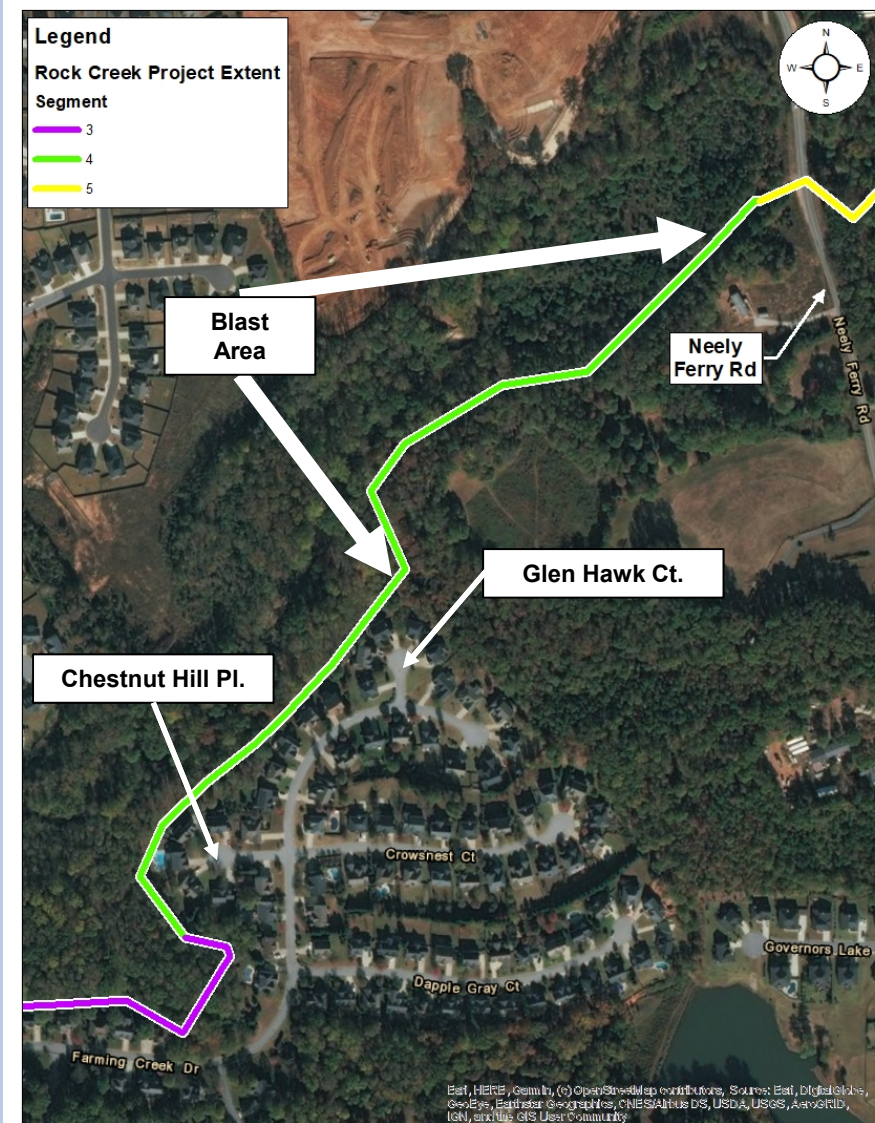 Legend
Rock Creek Project Extent
Segment
3
4
5
N
W E
S
Blast
Area
Neely
Ferry Rd
Neely Ferry Rd
Glen Hawk Ct.
Chestnut Hill Pl.
Crowsnest Ct
Governors Lake
Dapple Gray Ct
Farming Creek Dr
Esri, HERE, Garmin, (c) OpenStreetMap contributors, Source: Esri, DigitalGlobe,
GeoEye, Earthstar Geographics, CNES/Airbus DS, USDA, USGS, AeroGRID,
IGN, and the GIS User Community